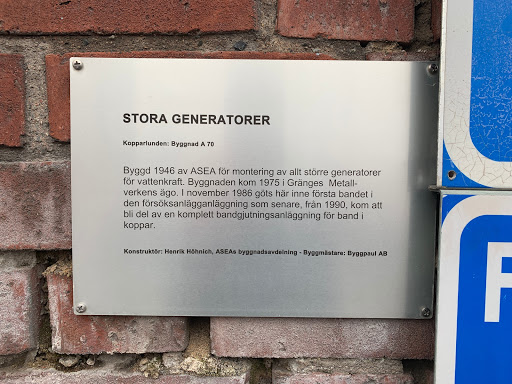 STORA GENERATORER
Kopparlunden: Byggnad A 70
Byggd 1946 av ASEA för montering av allt större generatorer
för vattenkraft. Byggnaden kom 1975 i Gränges Metall-
verkens ägo. I november 1986 göts här inne första bandet i
den försöksanlägganläggning som senare, från 1990, kom att
bli del av en komplett bandgjutningsanläggning för band i
koppar.
Konstruktör: Henrik Höhnich, ASEAs byggnadsavdelning - Byggmästare: Byggpaul AB